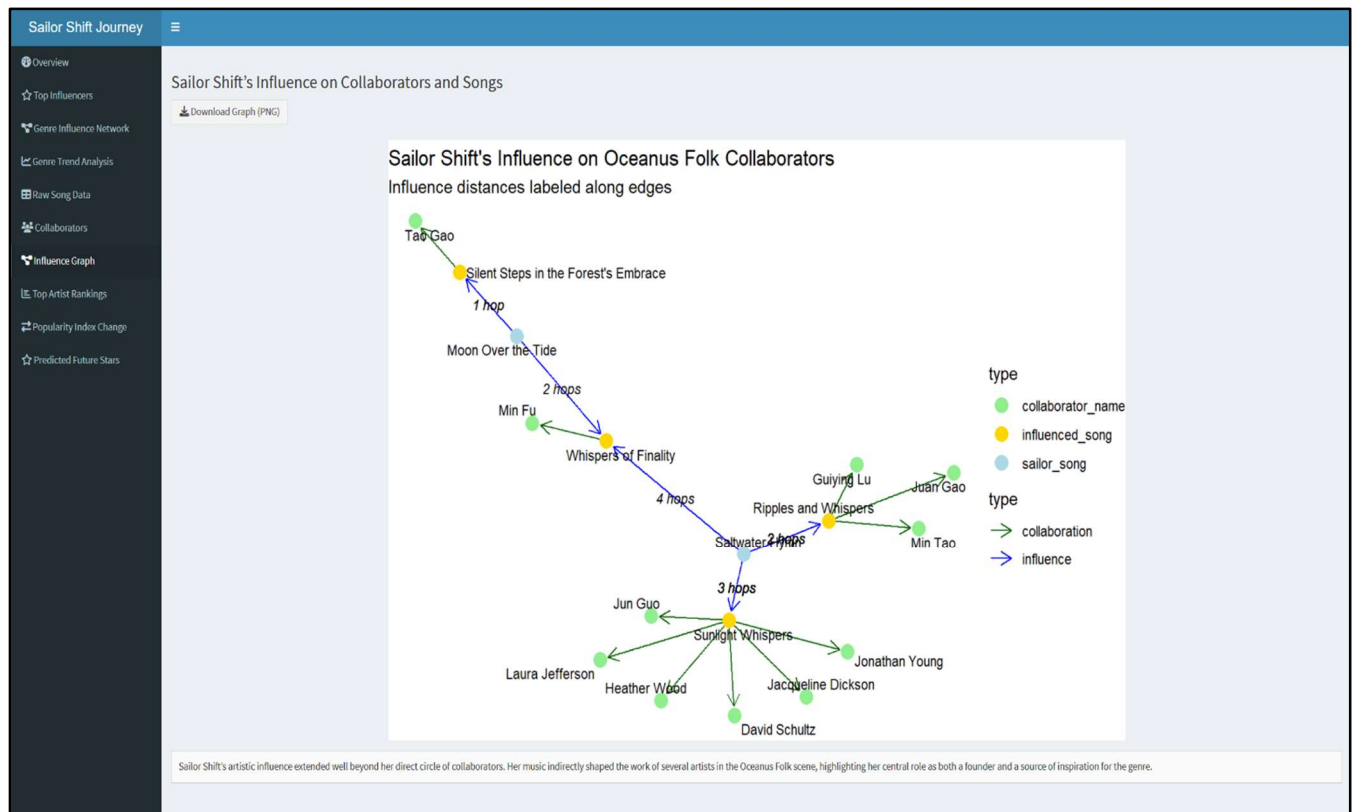 Sailor Shift Journey
Overview
Top Influencers
Genre Influence Network
Genre Trend Analysis
Raw Song Data
Collaborators
Influence Graph
Top Artist Rankings
Popularity Index Change
Predicted Future Stars
Sailor Shift's Influence on Collaborators and Songs
Download Graph (PNG)
Sailor Shift's Influence on Oceanus Folk Collaborators
Influence distances labeled along edges
Tao Gao
Silent Steps in the Forest's Embrace
1 hop
Moon Over the Tide
2 hops
Min Fu
Whispers of Finality
4 hops
Guiying Lu
Juan Gao
Ripples and Whispers
Min Tao
Saltwater Hymn
2 hops
3 hops
Jun Guo
Sunlight Whispers
Laura Jefferson
Jonathan Young
Heather Wood
Jacqueline Dickson
David Schultz
type
collaborator_name
influenced_song
sailor_song
type
collaboration
influence
Sailor Shift's artistic influence extended well beyond her direct circle of collaborators. Her music indirectly shaped the work of several artists in the Oceanus Folk scene, highlighting her central role as both a founder and a source of inspiration for the genre.